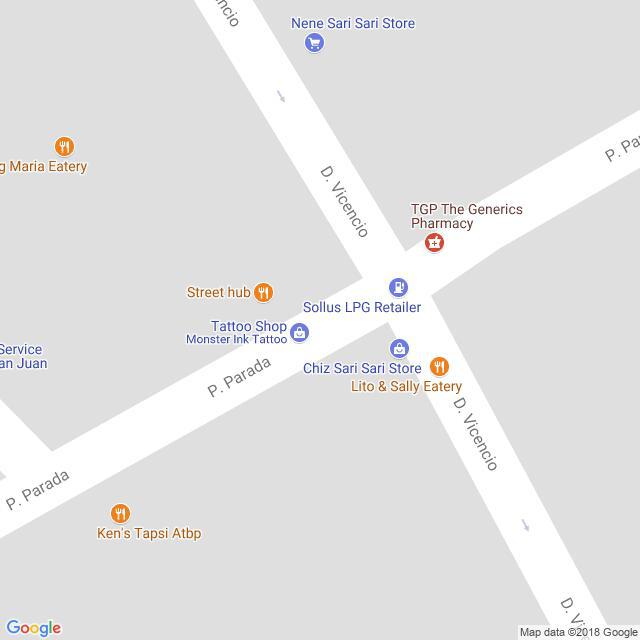 Nene Sari Sari Store
D. Vicencio
P.
g Maria Eatery
TGP The Generics
Pharmacy
Street hub
Sollus LPG Retailer
Tattoo Shop
Monster Ink Tattoo
Service
an Juan
Chiz Sari Sari Store
P. Parada
Lito & Sally Eatery
D. Vicencio
P. Parada
Ken's Tapsi Atbp
D.
Google
Map data ©2018 Google